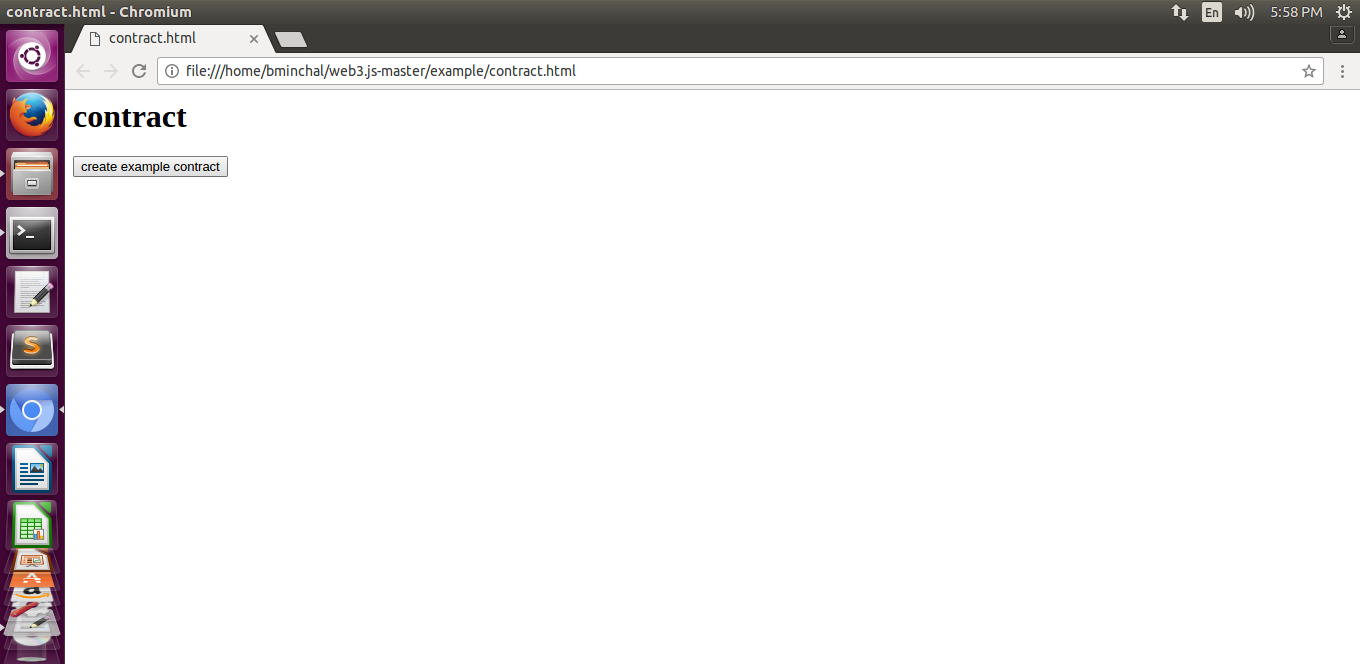 contract.html - Chromium
En
5:58 PM
contract.html
file:///home/bminchal/web3.js-master/example/contract.html
contract
create example contract